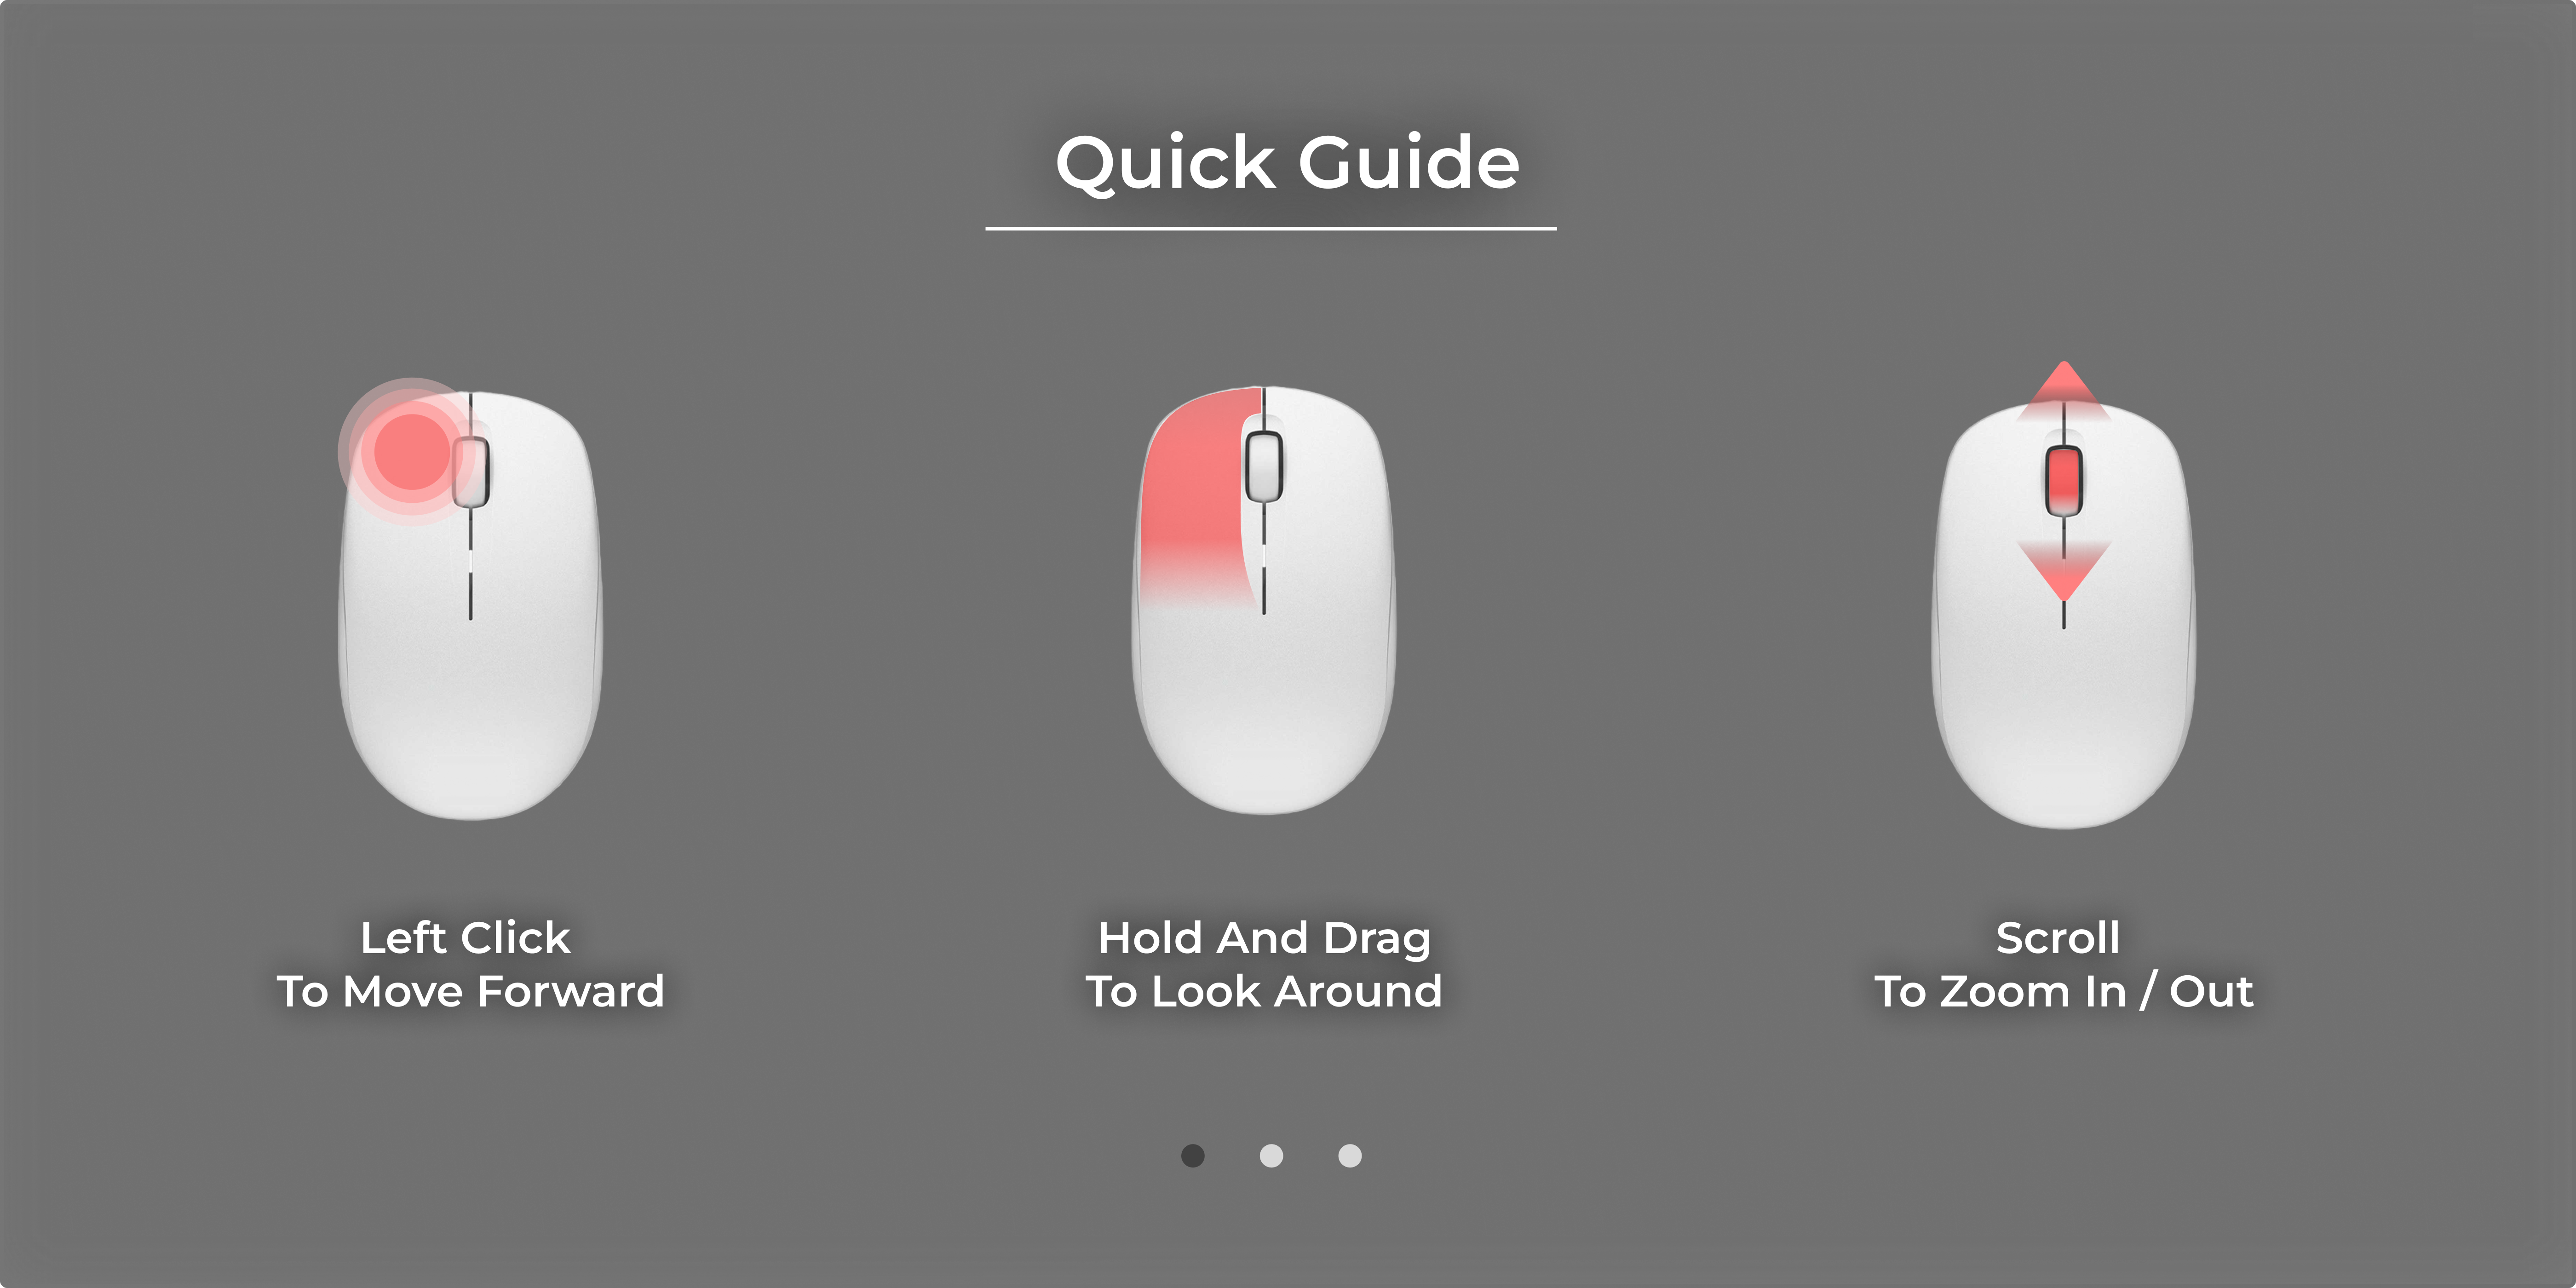 Quick Guide
Left Click
To Move Forward
Hold And Drag
To Look Around
Scroll
To Zoom In / Out